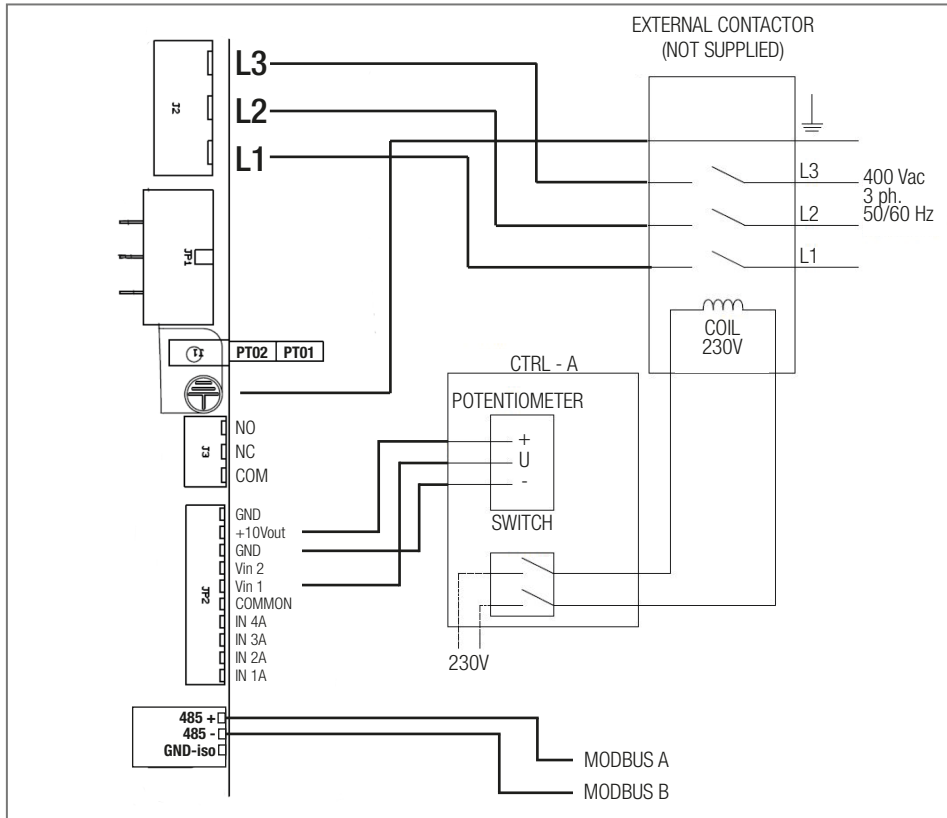 EXTERNAL CONTACTOR
(NOT SUPPLIED)
J2
L3
L2
L1
L3
L2
L1
400 Vac
3 ph.
50/60 Hz
JP1
COIL
230V
J1
PT02 PT01
CTRL - A
POTENTIOMETER
+
U
-
SWITCH
230V
J3
NO
NC
COM
JP2
GND
+10Vout
GND
Vin 2
Vin 1
COMMON
IN 4A
IN 3A
IN 2A
IN 1A
485 +
485 -
GND-iso
MODBUS A
MODBUS B